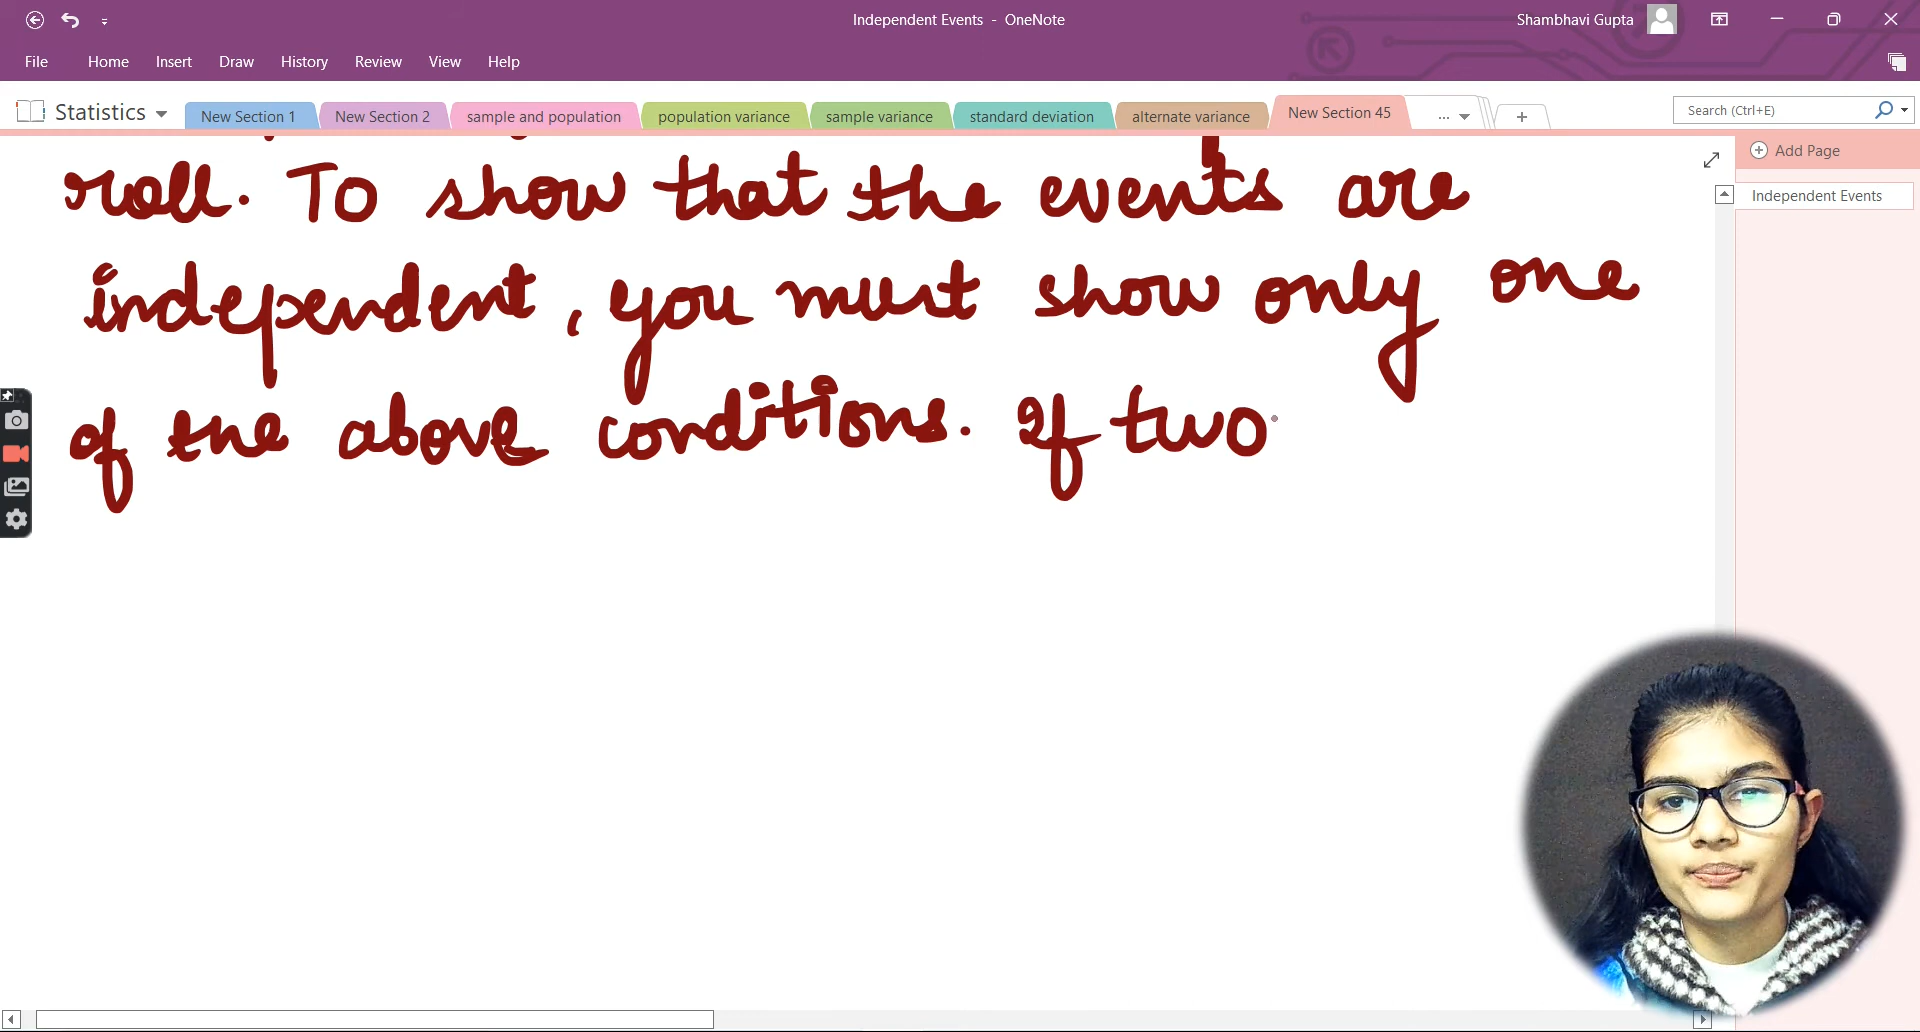 Independent Events - OneNote
Shambhavi Gupta
File Home Insert Draw History Review View Help
Statistics
New Section 1 New Section 2 sample and population population variance sample variance standard deviation alternate variance New Section 45 ... +
Search (Ctrl+E)
Add Page
Independent Events
roll. To show that the events are
independent, you must show only one
of the above conditions. If two